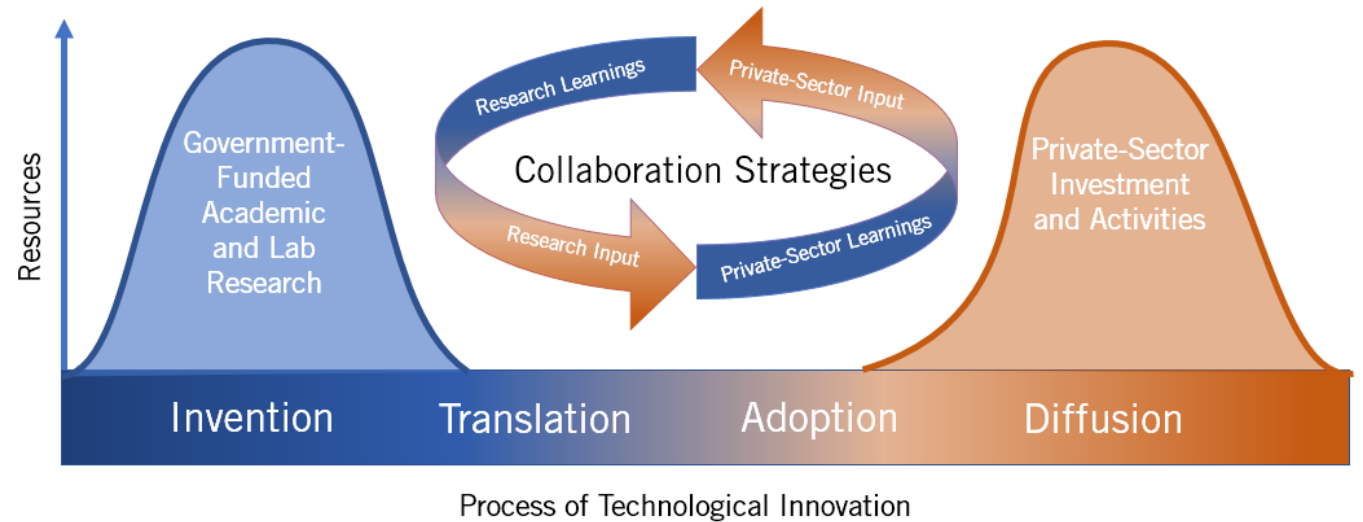 Resources
Government-
Funded
Academic
and Lab
Research
Research Learnings
Private-Sector Input
Collaboration Strategies
Research Input
Private-Sector Learnings
Private-Sector
Investment
and Activities
Invention
Translation
Adoption
Diffusion
Process of Technological Innovation